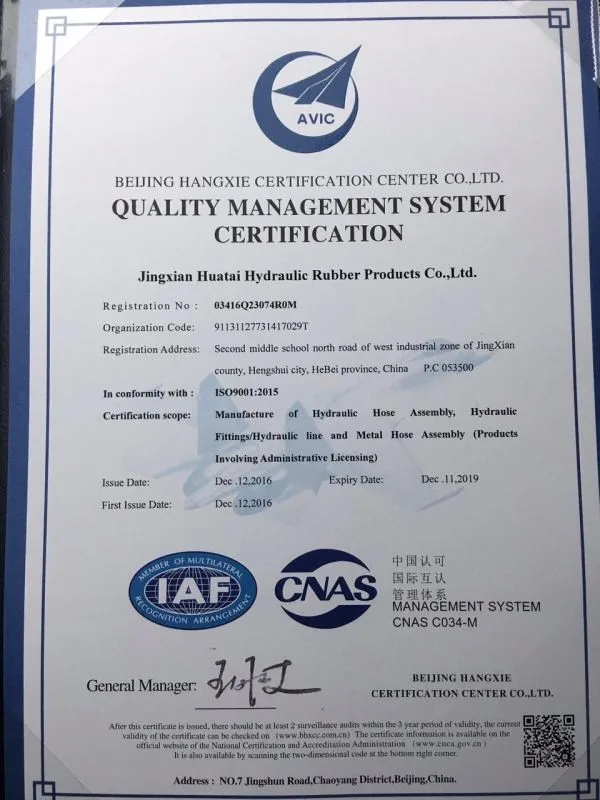 AVIC
BEIJING HANGXIE CERTIFICATION CENTER CO.,LTD.
QUALITY MANAGEMENT SYSTEM
CERTIFICATION
Jingxian Huatai Hydraulic Rubber Products Co.,Ltd.
Registration No : 03416Q23074R0M
Organization Code: 91131127731417029T
Registration Address: Second middle school north road of west industrial zone of JingXian
county, Hengshui city, HeBei province, China P.C 053500
In conformity with : ISO9001:2015
Certification scope: Manufacture of Hydraulic Hose Assembly, Hydraulic
Fittings/Hydraulic line and Metal Hose Assembly (Products
Involving Administrative Licensing)
Issue Date: Dec .12,2016 Expiry Date: Dec .11,2019
First Issue Date: Dec .12,2016
MEMBER OF MULTILATERAL
IAF
RECOGNITION ARRANGEMENT
CNAS
中国认可
国际互认
管理体系
MANAGEMENT SYSTEM
CNAS C034-M
General Manager:
BEIJING HANGXIE
CERTIFICATION CENTER CO.,LTD.
After this certificate is issued, there should be at least 2 surveillance audits within the 3 year period of validity, the current
validity of the certificate can be checked on (www.bhxcc.com.cn) The certificate information is available on the
official website of the National Certification and Accreditation Administration (www.cnca.gov.cn)
It is also available by scanning the two-dimensional code at the bottom right corner.
Address : NO.7 Jingshun Road,Chaoyang District,Beijing,China.